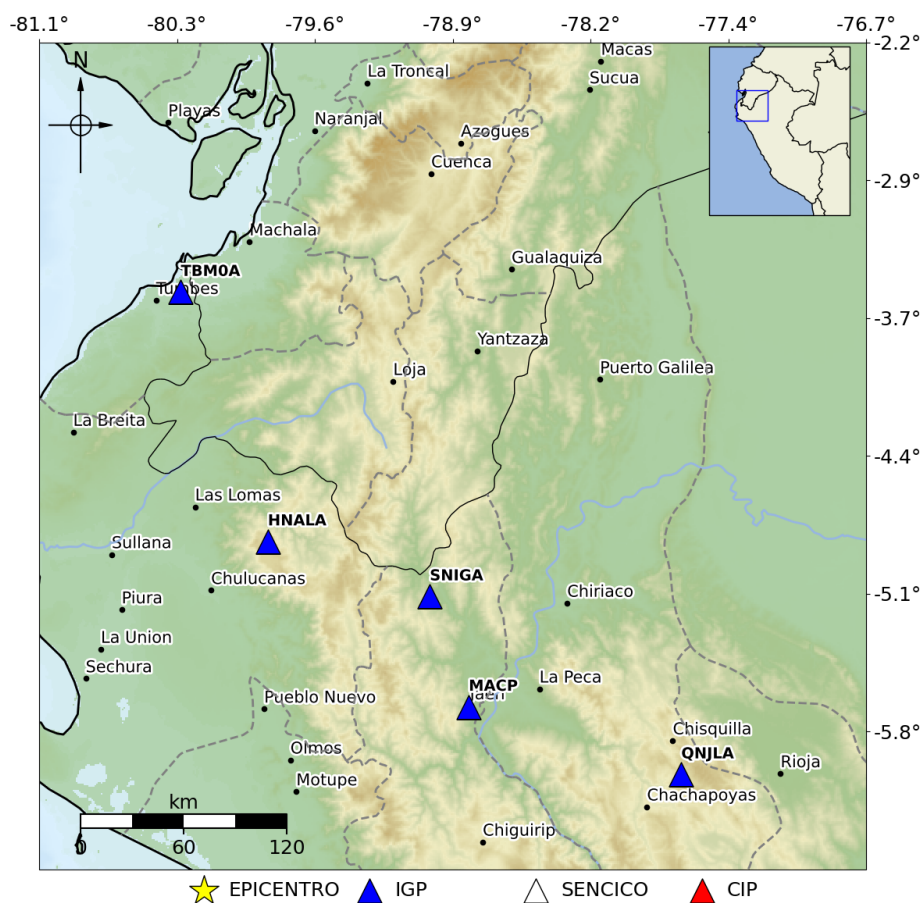 -81.1 -80.3 -79.6 -78.9 -78.2 -77.4 -76.7
-2.2°
-2.9°
-3.7°
-4.4°
-5.1°
-5.8°
N
Macas
La Troncal
Sucua
Playas
Naranjal
Azogues
Cuenca
Machala
Gualaquiza
TBM0A
Tumbes
Yantzaza
Loja
Puerto Galilea
La Breita
Las Lomas
HNALA
Sullana
SNIGA
Chulucanas
Chiriaco
Piura
La Union
Sechura
La Peca
MACP
Jaen
Pueblo Nuevo
Chisquilla
Olmos
QNJLA
Rioja
Motupe
Chachapoyas
km
Chiguirip
0 60 120
EPICENTRO IGP SENCICO CIP